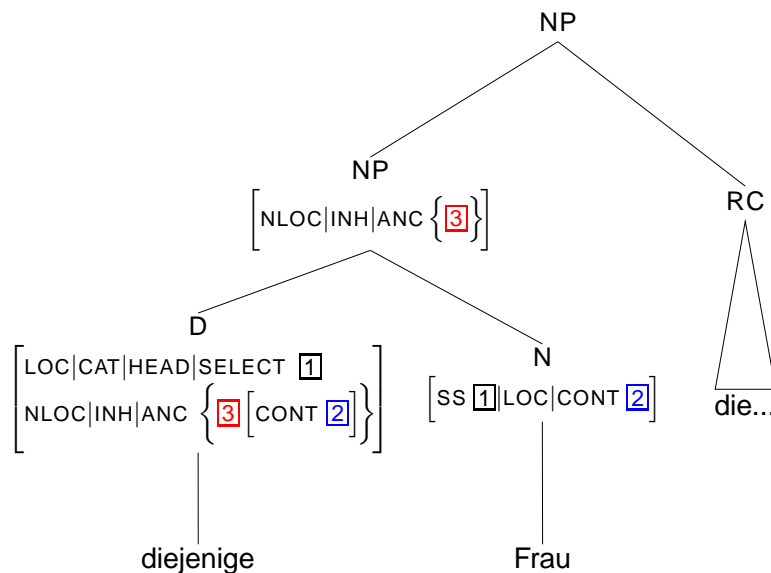 NP
NP
[NLOC|INH|ANC {3}]
RC
D
[LOC|CAT|HEAD|SELECT 1
NLOC|INH|ANC {3 [CONT 2]}]
N
[SS 1|LOC|CONT 2]
die...
diejenige
Frau